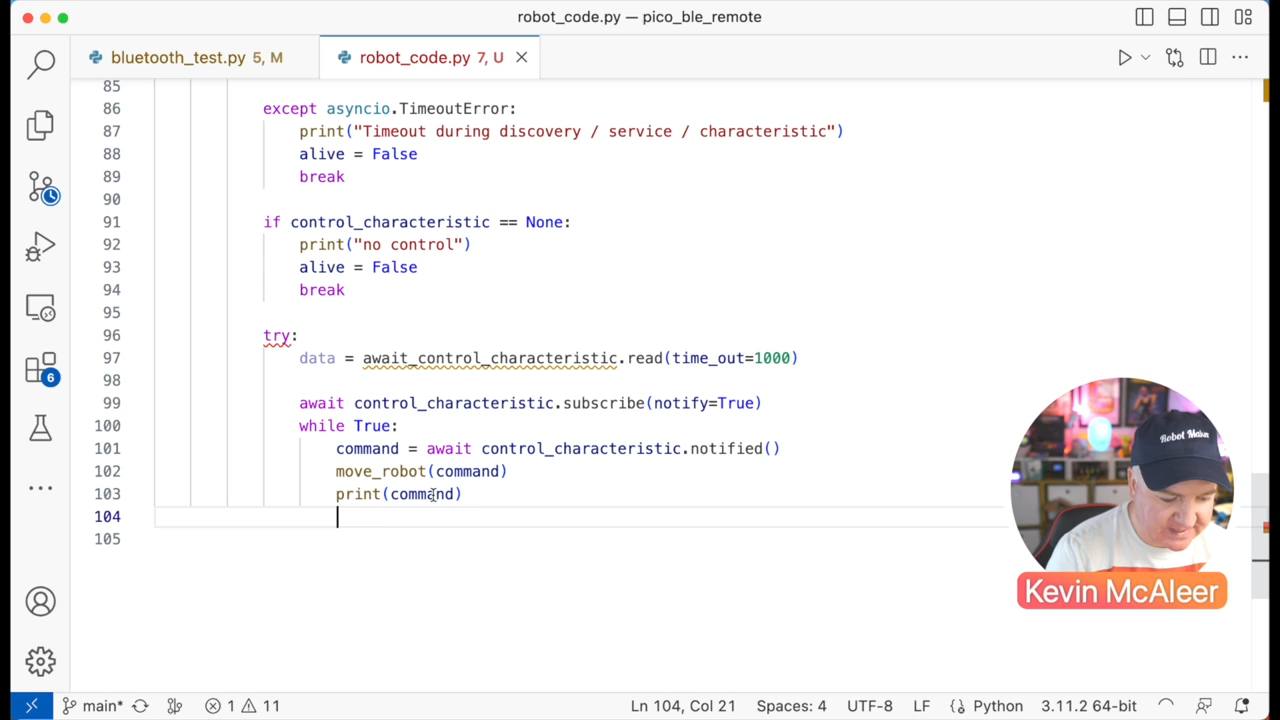 robot_code.py — pico_ble_remote
bluetooth_test.py 5, M
robot_code.py 7, U
85
86 except asyncio.TimeoutError:
87 print("Timeout during discovery / service / characteristic")
88 alive = False
89 break
90
91 if control_characteristic == None:
92 print("no control")
93 alive = False
94 break
95
96 try:
97 data = await_control_characteristic.read(time_out=1000)
98
99 await control_characteristic.subscribe(notify=True)
100 while True:
101 command = await control_characteristic.notified()
102 move_robot(command)
103 print(command)
104
105
6
Robot Maker
Kevin McAleer
main* 1 11 Ln 104, Col 21 Spaces: 4 UTF-8 LF Python 3.11.2 64-bit